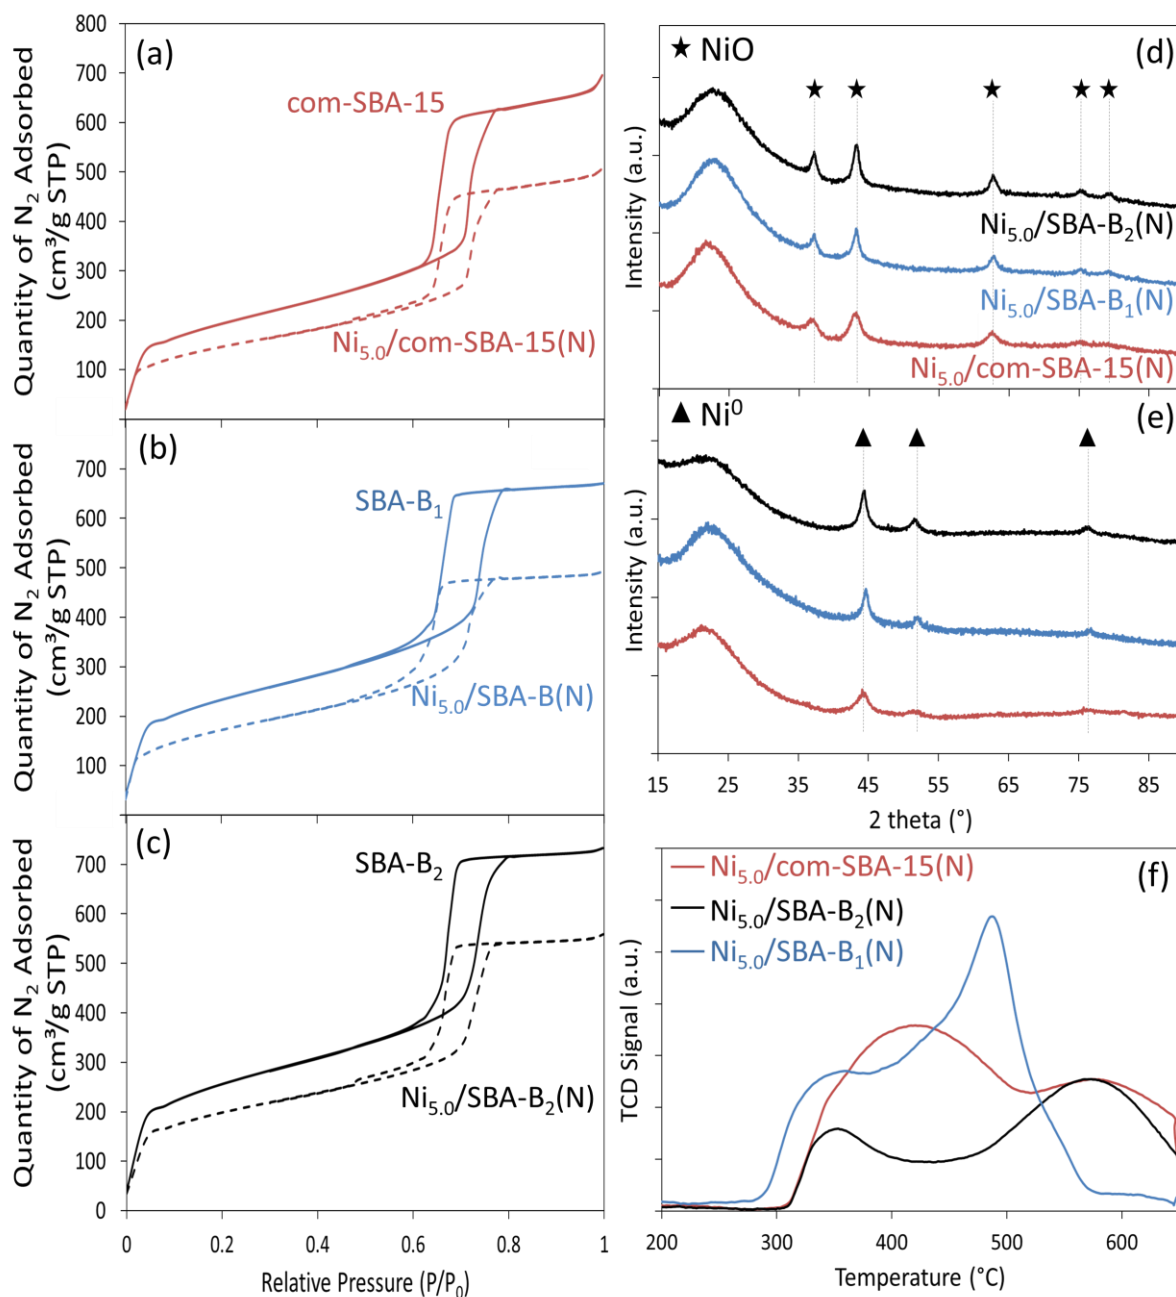 (a)
800
700
600
500
400
300
200
100
Quantity of N₂ Adsorbed
(cm³/g STP)
com-SBA-15
Ni₅.₀/com-SBA-15(N)
(b)
700
600
500
400
300
200
100
Quantity of N₂ Adsorbed
(cm³/g STP)
SBA-B₁
Ni₅.₀/SBA-B(N)
(c)
700
600
500
400
300
200
100
0
Quantity of N₂ Adsorbed
(cm³/g STP)
SBA-B₂
Ni₅.₀/SBA-B₂(N)
0 0.2 0.4 0.6 0.8 1
Relative Pressure (P/P₀)
★ NiO
(d)
Intensity (a.u.)
Ni₅.₀/SBA-B₂(N)
Ni₅.₀/SBA-B₁(N)
Ni₅.₀/com-SBA-15(N)
▲ Ni⁰
(e)
Intensity (a.u.)
15 25 35 45 55 65 75 85
2 theta (°)
Ni₅.₀/com-SBA-15(N)
(f)
Ni₅.₀/SBA-B₂(N)
Ni₅.₀/SBA-B₁(N)
TCD Signal (a.u.)
200 300 400 500 600
Temperature (°C)